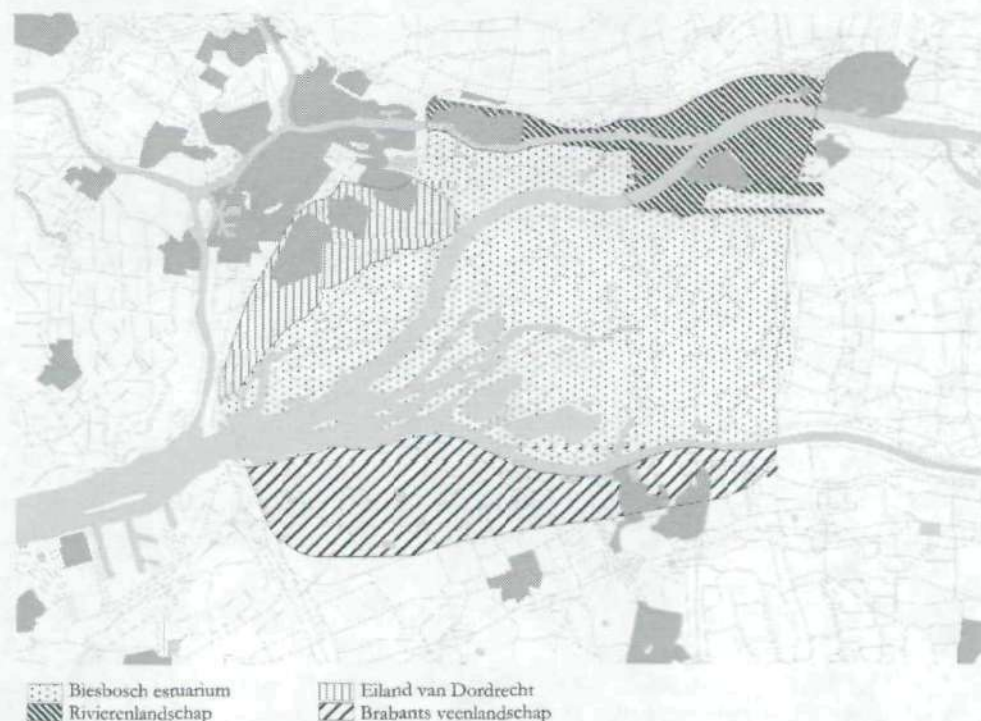 Biesbosch estuarium
Rivierenlandschap
Eiland van Dordrecht
Brabants veenlandschap